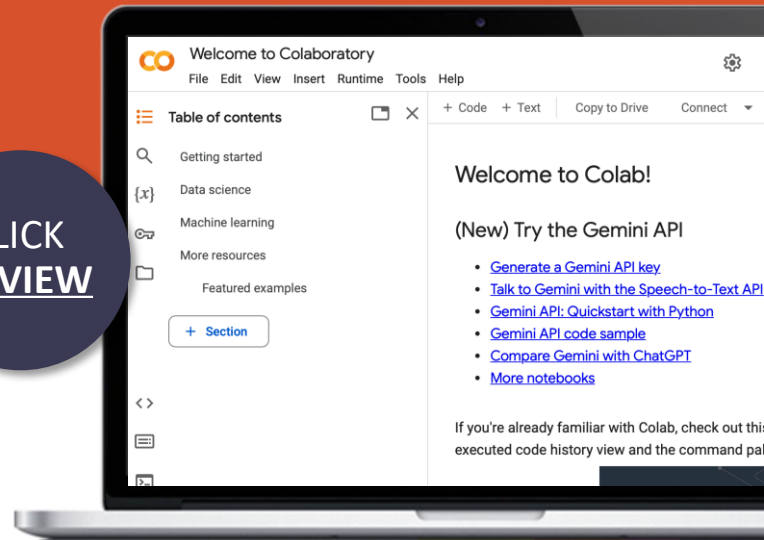 Welcome to Colaboratory
File Edit View Insert Runtime Tools Help
Table of contents
Getting started
Data science
{x}
Machine learning
More resources
Featured examples
+ Section
+ Code + Text Copy to Drive Connect
Welcome to Colab!
(New) Try the Gemini API
• Generate a Gemini API key
• Talk to Gemini with the Speech-to-Text API
• Gemini API: Quickstart with Python
• Gemini API code sample
• Compare Gemini with ChatGPT
• More notebooks
If you're already familiar with Colab, check out this
executed code history view and the command pal
LICK
VIEW